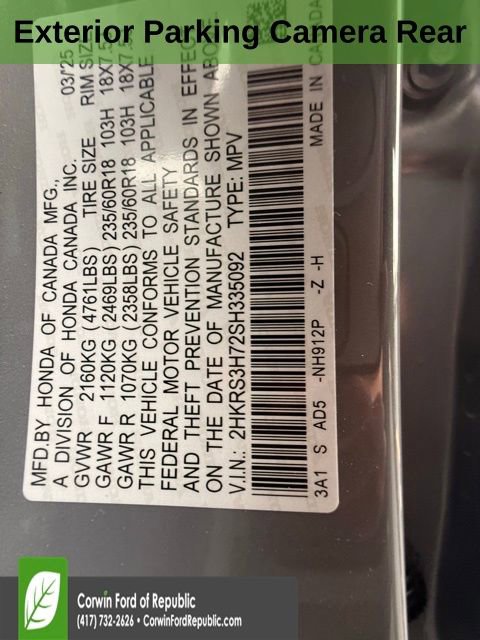 Exterior Parking Camera Rear
MFD.BY HONDA OF CANADA MFG., 03/25
A DIVISION OF HONDA CANADA INC.
GVWR 2160KG (4761LBS) TIRE SIZE RIM SIZE
GAWR F 1120KG (2469LBS) 235/60R18 103H 18X7.5
GAWR R 1070KG (2358LBS) 235/60R18 103H 18X7.5
THIS VEHICLE CONFORMS TO ALL APPLICABLE
FEDERAL MOTOR VEHICLE SAFETY
AND THEFT PREVENTION STANDARDS IN EFFECT
ON THE DATE OF MANUFACTURE SHOWN ABOVE.
V.I.N.: 2HKRS3H72SH335092 TYPE: MPV
3A1 S AD5 -NH912P -Z -H MADE IN CANADA
Corwin Ford of Republic
(417) 732-2626 • CorwinFordRepublic.com